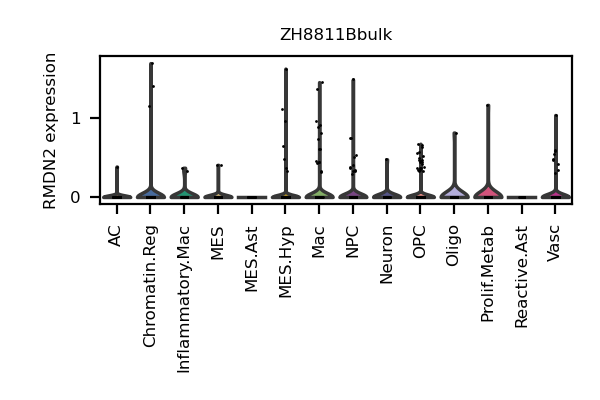 ZH8811Bbulk
RMDN2 expression
1
0
AC
Chromatin.Reg
Inflammatory.Mac
MES
MES.Ast
MES.Hyp
Mac
NPC
Neuron
OPC
Oligo
Prolif.Metab
Reactive.Ast
Vasc